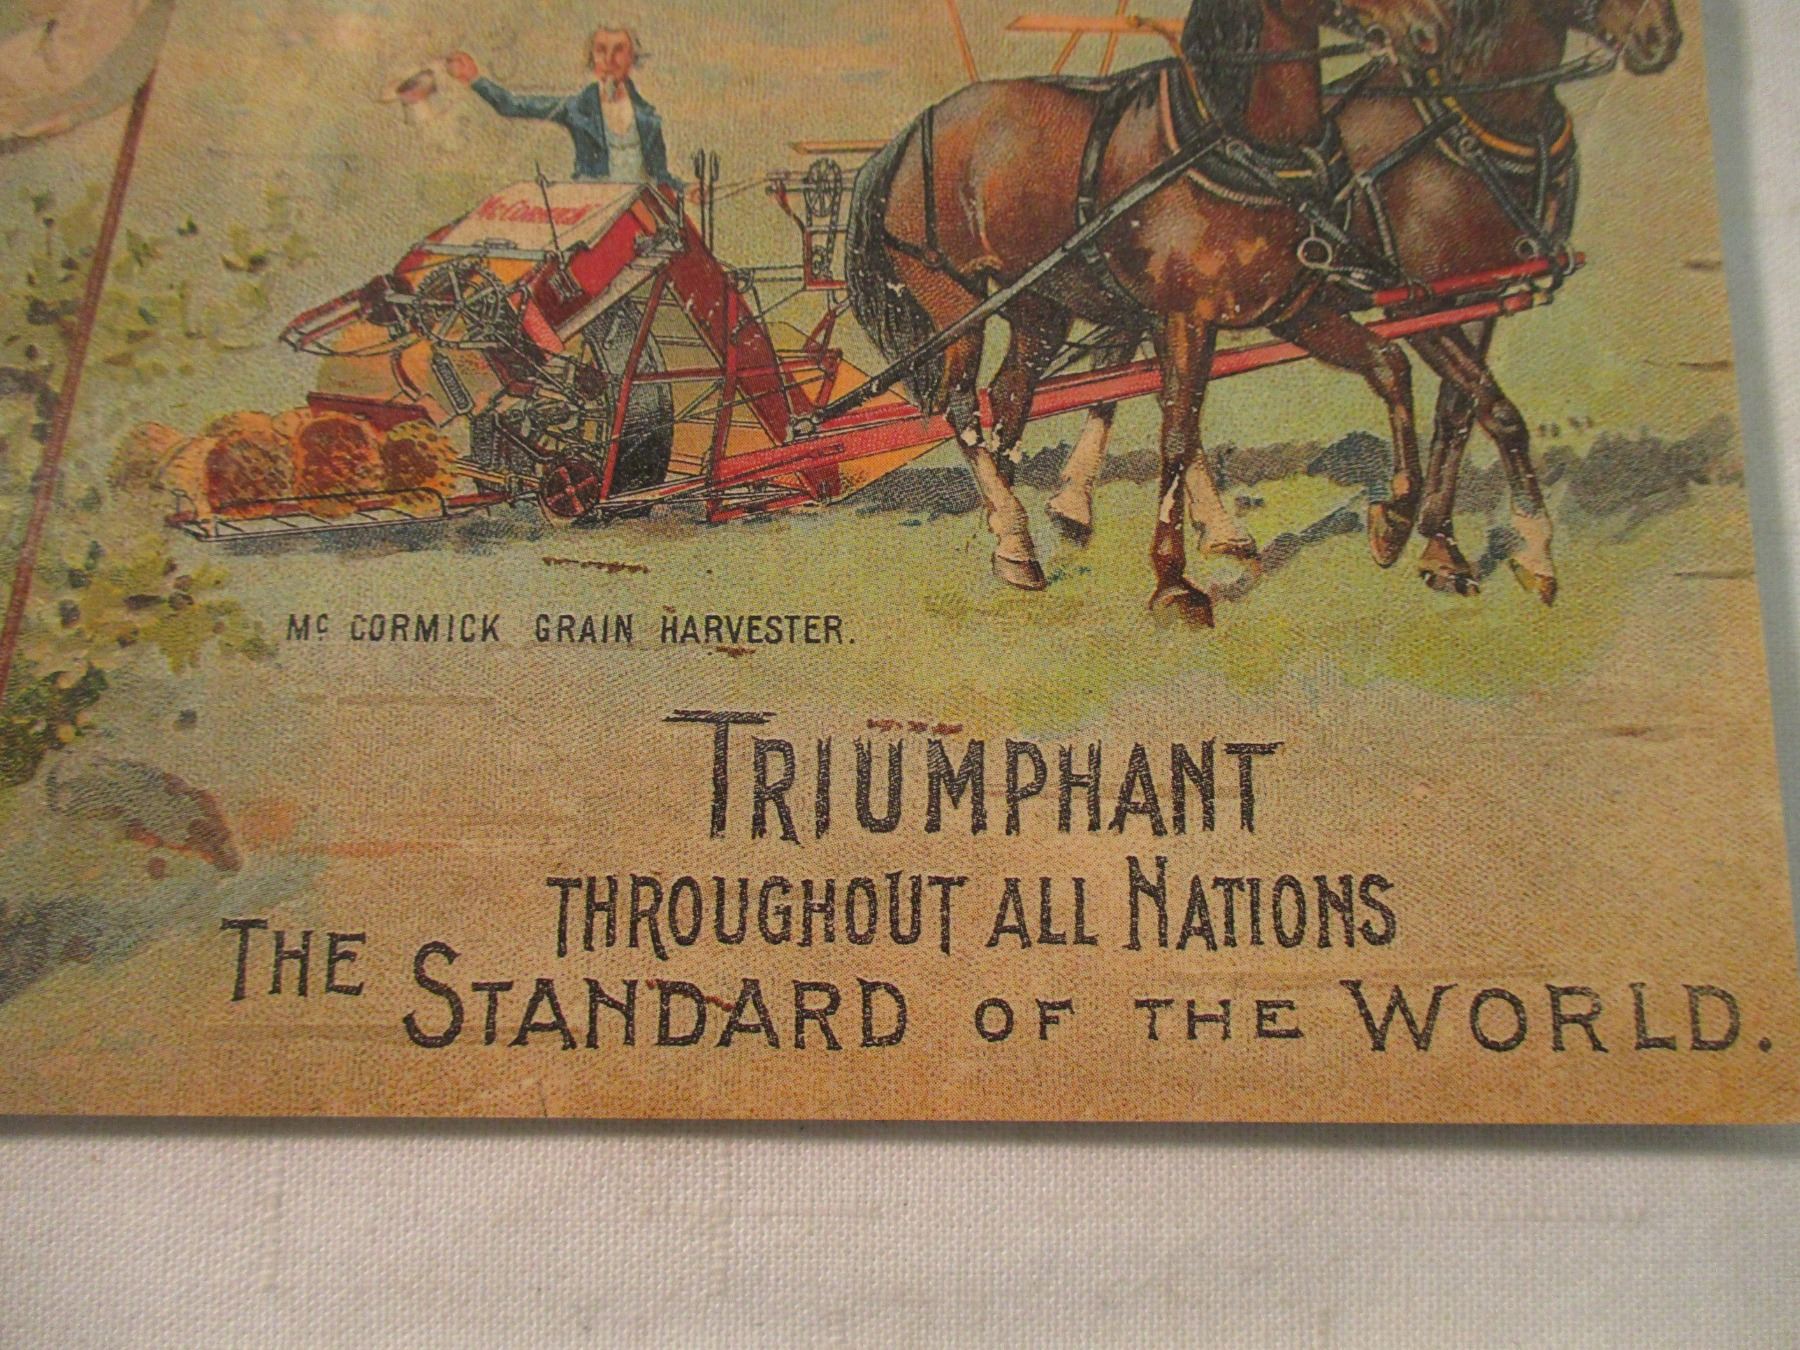 McCORMICK
Mc CORMICK GRAIN HARVESTER.
TRIUMPHANT
THROUGHOUT ALL NATIONS
THE STANDARD OF THE WORLD.